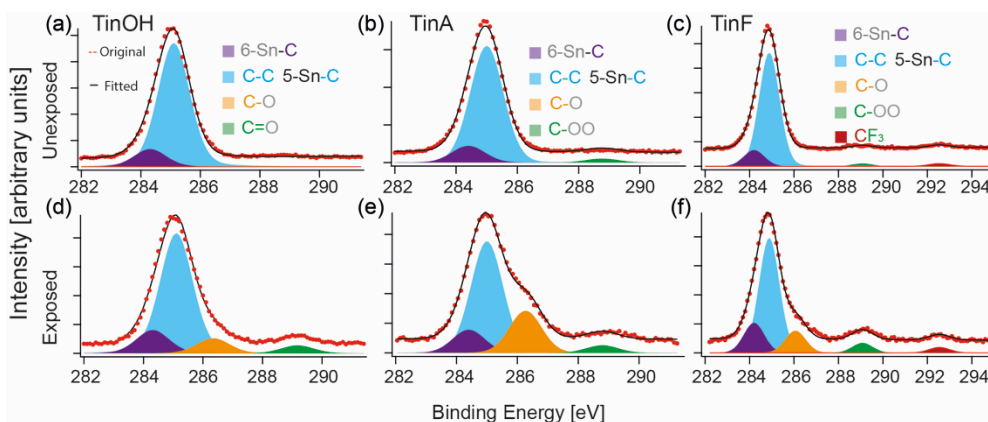 (a) TinOH
Original
Fitted
6-Sn-C
C-C 5-Sn-C
C-O
C=O
282 284 286 288 290
(b) TinA
6-Sn-C
C-C 5-Sn-C
C-O
C-OO
282 284 286 288 290
(c) TinF
6-Sn-C
C-C 5-Sn-C
C-O
C-OO
CF₃
282 284 286 288 290 292 294
Intensity [arbitrary units]
Unexposed
Exposed
(d)
282 284 286 288 290
(e)
282 284 286 288 290
(f)
282 284 286 288 290 292 294
Binding Energy [eV]